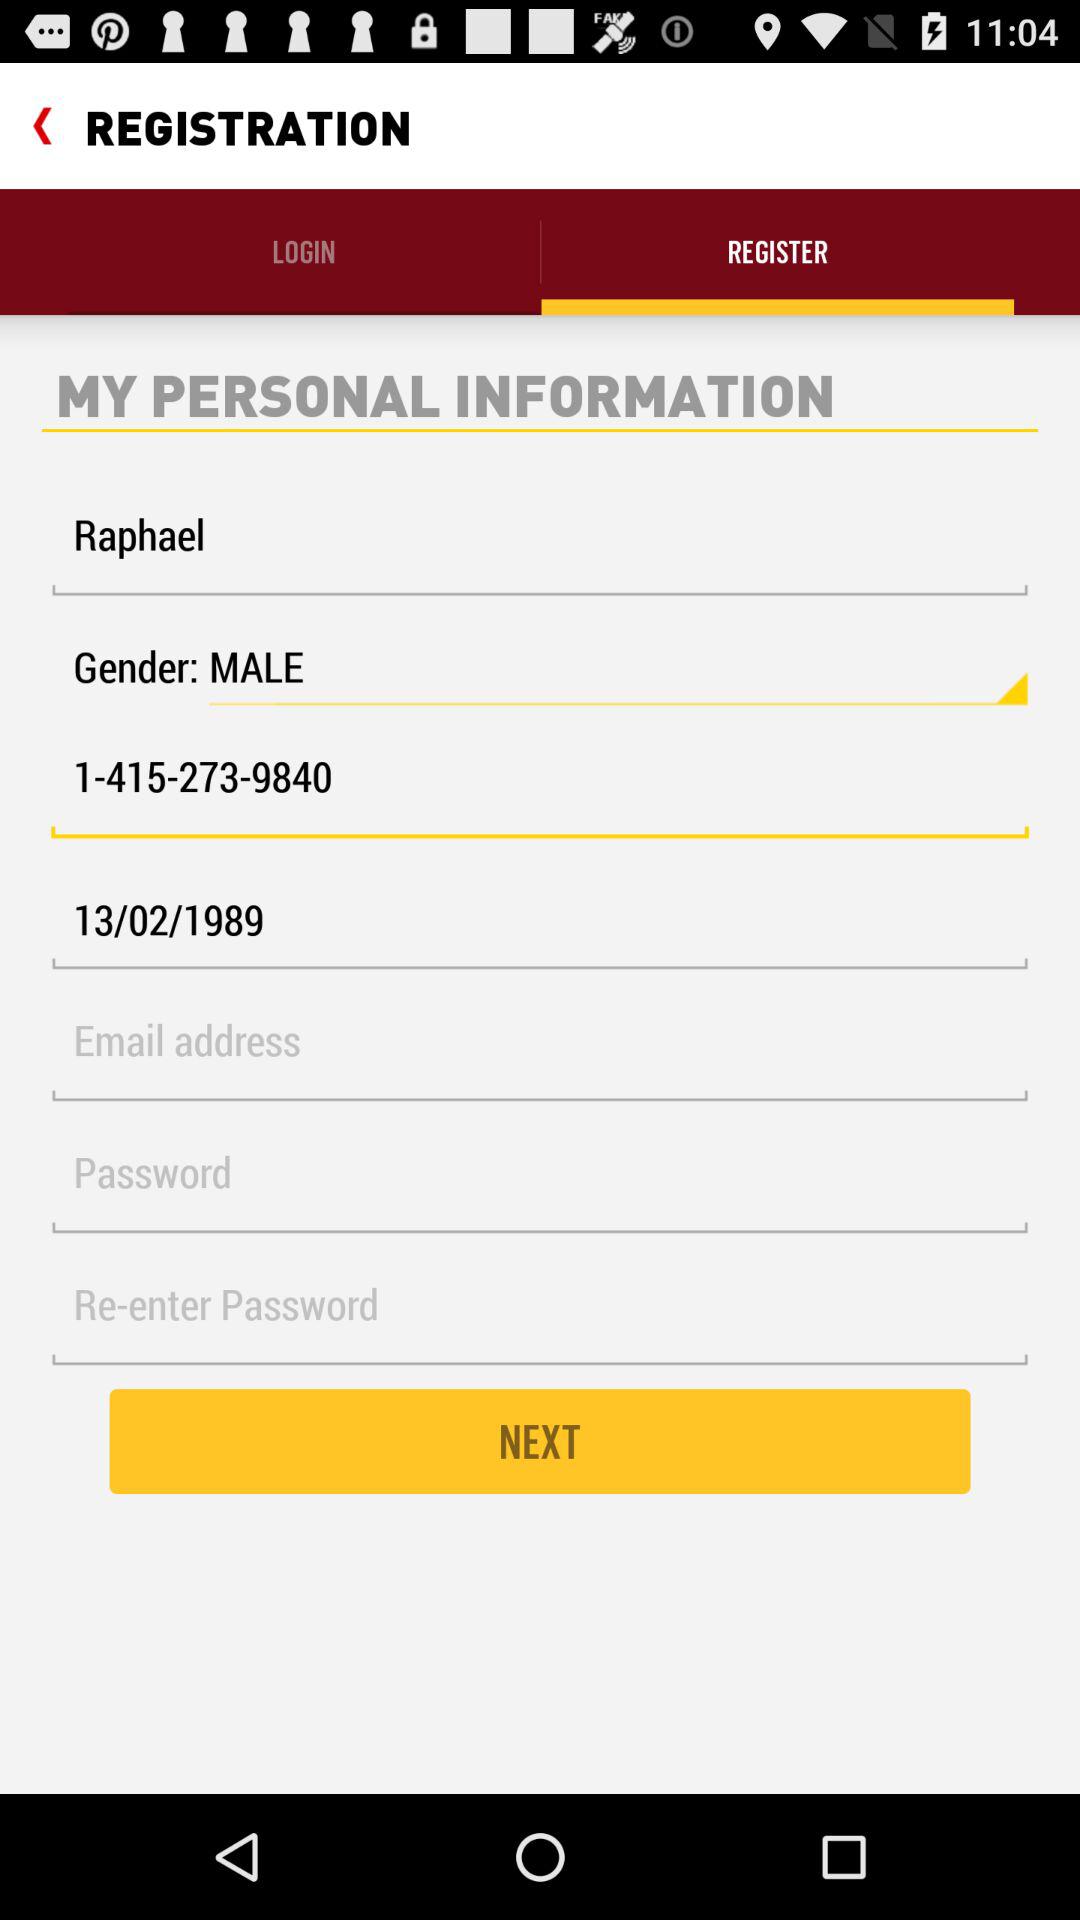 FAKE
11:04
REGISTRATION
LOGIN
REGISTER
MY PERSONAL INFORMATION
Raphael
Gender: MALE
1-415-273-9840
13/02/1989
Email address
Password
Re-enter Password
NEXT